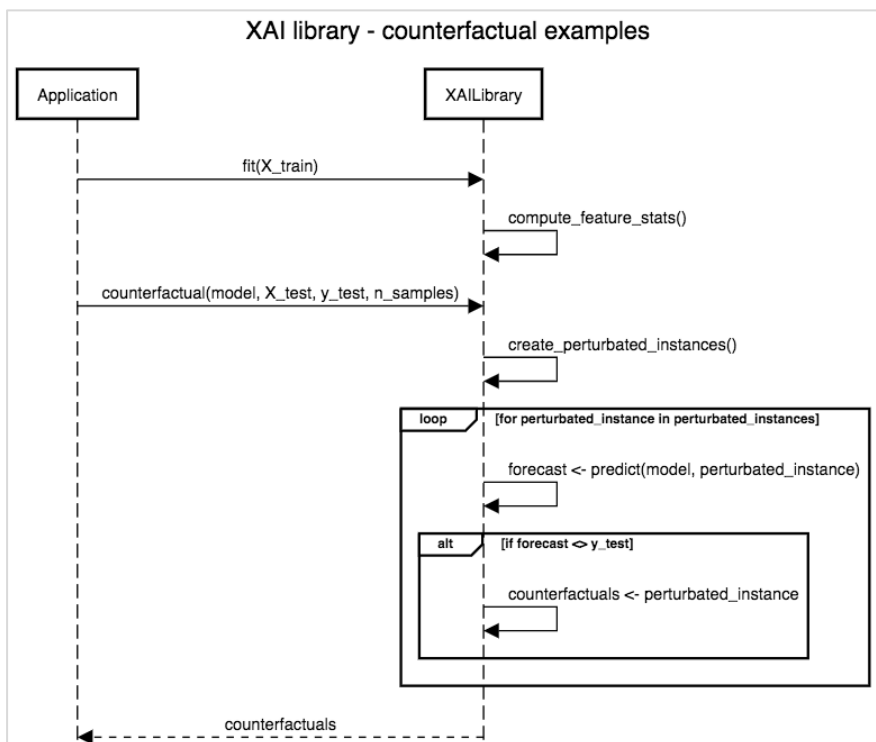 XAI library - counterfactual examples
Application
XAILibrary
fit(X_train)
compute_feature_stats()
counterfactual(model, X_test, y_test, n_samples)
create_perturbated_instances()
loop
[for perturbated_instance in perturbated_instances]
forecast <- predict(model, perturbated_instance)
alt
[if forecast <> y_test]
counterfactuals <- perturbated_instance
counterfactuals